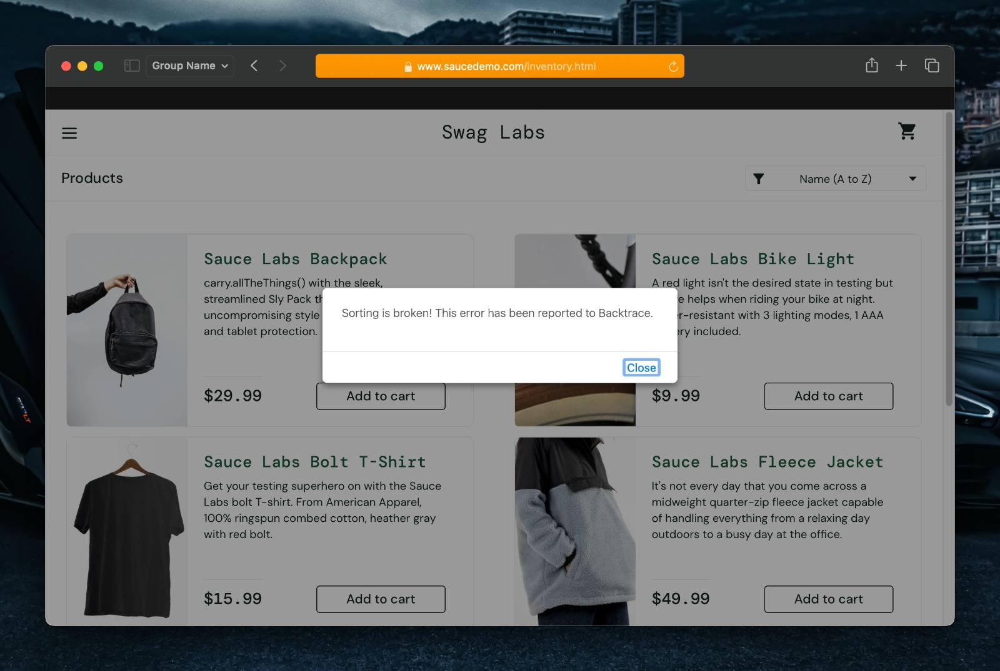 Group Name
www.saucedemo.com/inventory.html
Swag Labs
Products
Name (A to Z)
Sauce Labs Backpack
carry.allTheThings() with the sleek,
streamlined Sly Pack
uncompromising style
and tablet protection.
$29.99
Add to cart
Sauce Labs Bike Light
A red light isn't the desired state in testing but
helps when riding your bike at night.
r-resistant with 3 lighting modes, 1 AAA
ery included.
$9.99
Add to cart
Sorting is broken! This error has been reported to Backtrace.
Close
Sauce Labs Bolt T-Shirt
Get your testing superhero on with the Sauce
Labs bolt T-shirt. From American Apparel,
100% ringspun combed cotton, heather gray
with red bolt.
$15.99
Add to cart
Sauce Labs Fleece Jacket
It's not every day that you come across a
midweight quarter-zip fleece jacket capable
of handling everything from a relaxing day
outdoors to a busy day at the office.
$49.99
Add to cart